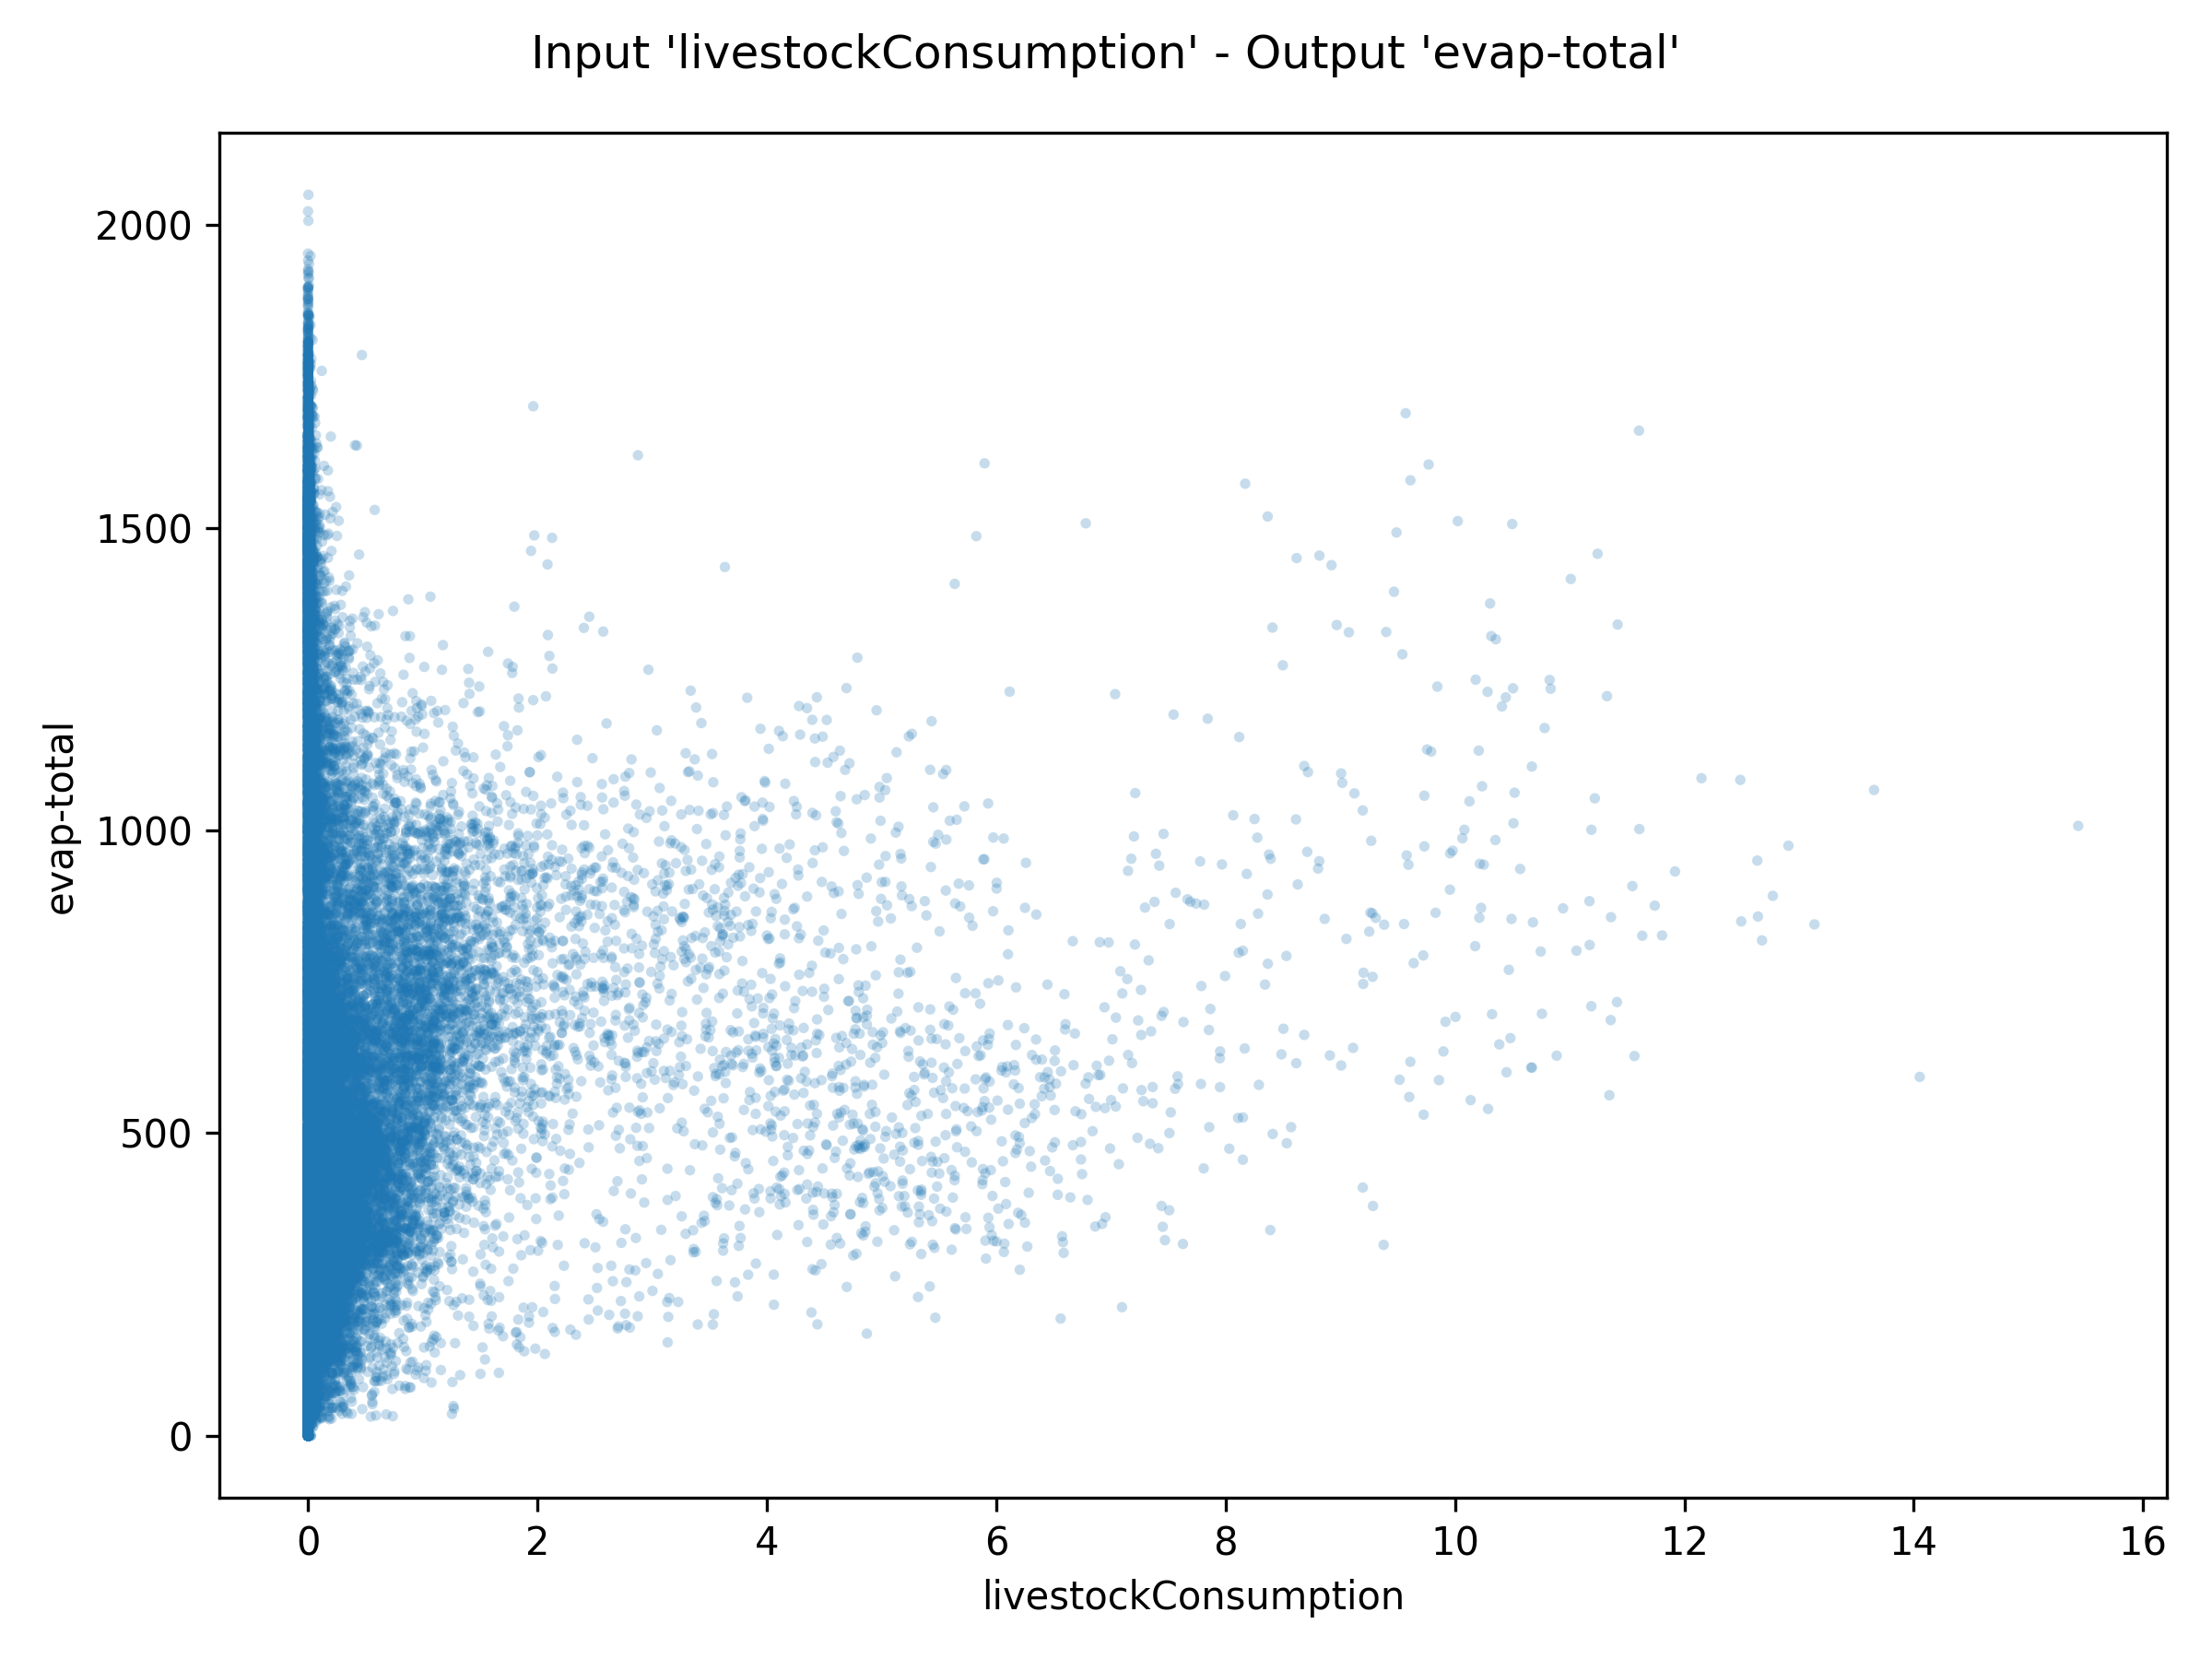 Input 'livestockConsumption' - Output 'evap-total'
2000
1500
1000
500
0
evap-total
0 2 4 6 8 10 12 14 16
livestockConsumption